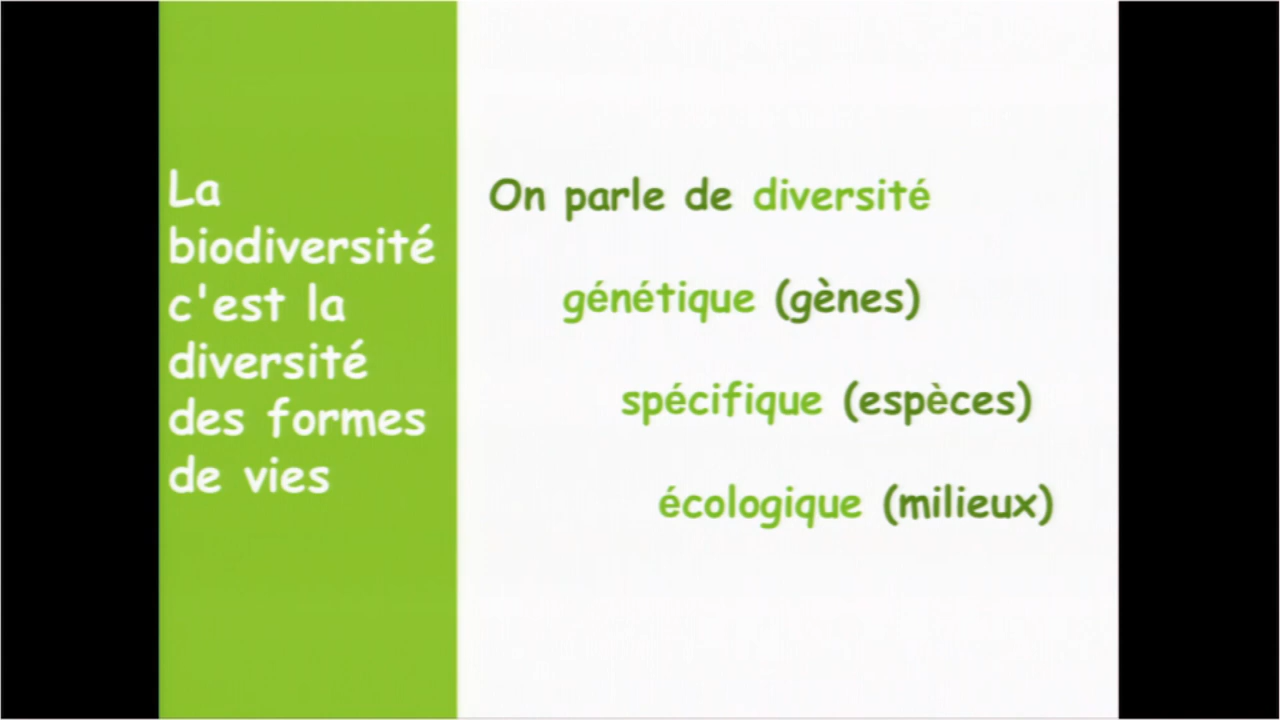 La
biodiversité
c'est la
diversité
des formes
de vies
On parle de diversité
génétique (gènes)
spécifique (espèces)
écologique (milieux)